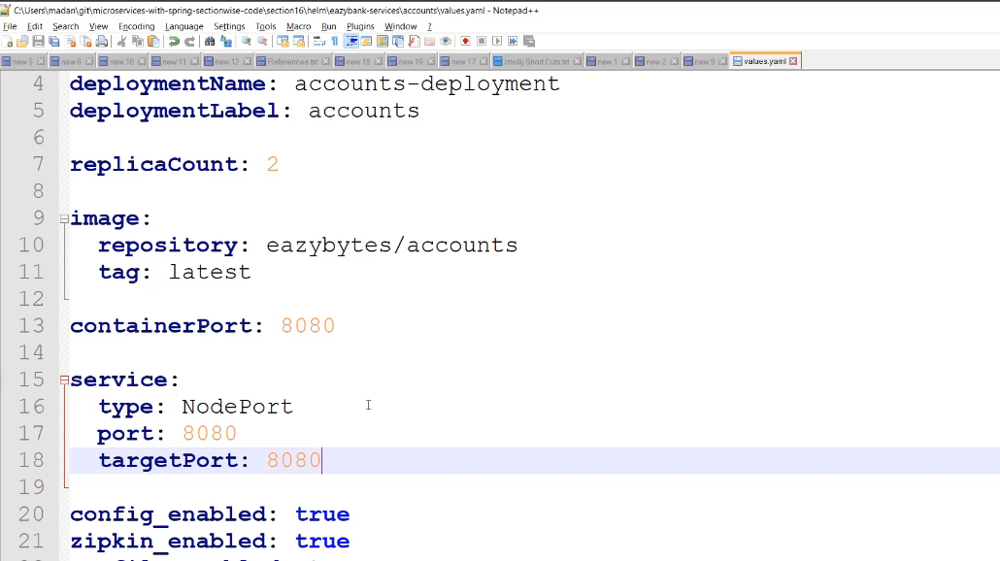 C:\Users\madan\git\microservices-with-spring-sectionwise-code\section16\helm\eazybank-services\accounts\values.yaml - Notepad++
File Edit Search View Encoding Language Settings Tools Macro Run Plugins Window ?
new 5 new 6 new 10 new 11 new 12 References.txt new 18 new 16 new 17 Intellij Short Cuts.txt new 1 new 2 new 9 values.yaml
4 deploymentName: accounts-deployment
5 deploymentLabel: accounts
6
7 replicaCount: 2
8
9 image:
10 repository: eazybytes/accounts
11 tag: latest
12
13 containerPort: 8080
14
15 service:
16 type: NodePort
17 port: 8080
18 targetPort: 8080
19
20 config_enabled: true
21 zipkin_enabled: true